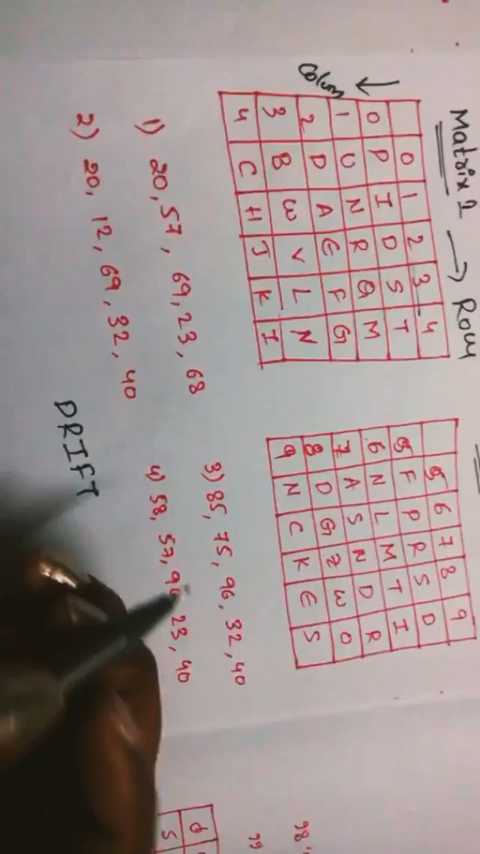 Matrix 1 → Row
Colum
0 1 2 3 4
0 P I D S T
1 U N R Q M
2 D A E F G
3 B W V L N
4 C H J K I
5 6 7 8 9
5 F P R S D
6 N L M T I
7 A S N D R
8 D G Z W O
9 N C K E S
1) 20, 57, 69, 23, 68
2) 20, 12, 69, 32, 40
3) 85, 75, 96, 32, 40
4) 58, 57, 96, 23, 40
DRIFT